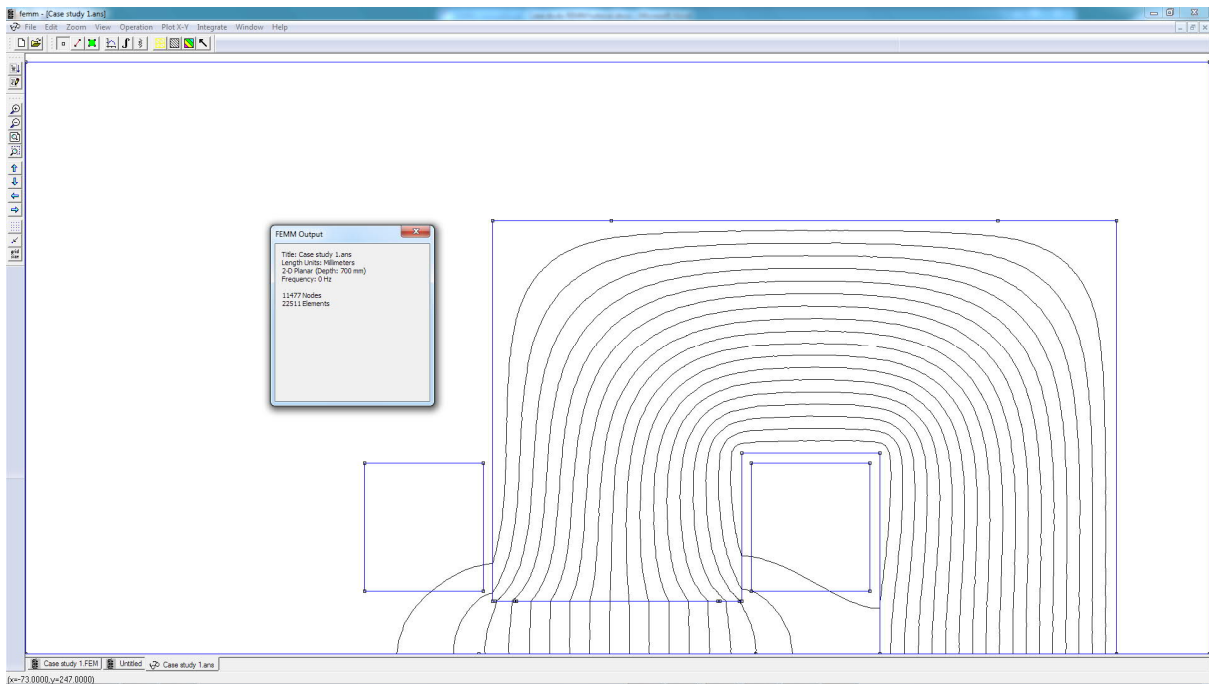 femm - [Case study 1.ans]
File Edit Zoom View Operation Plot X-Y Integrate Window Help
grid
size
FEMM Output
Title: Case study 1.ans
Length Units: Millimeters
2-D Planar (Depth: 700 mm)
Frequency: 0 Hz
11477 Nodes
22511 Elements
Case study 1.FEM Untitled Case study 1.ans
(x=-73.0000,y=247.0000)